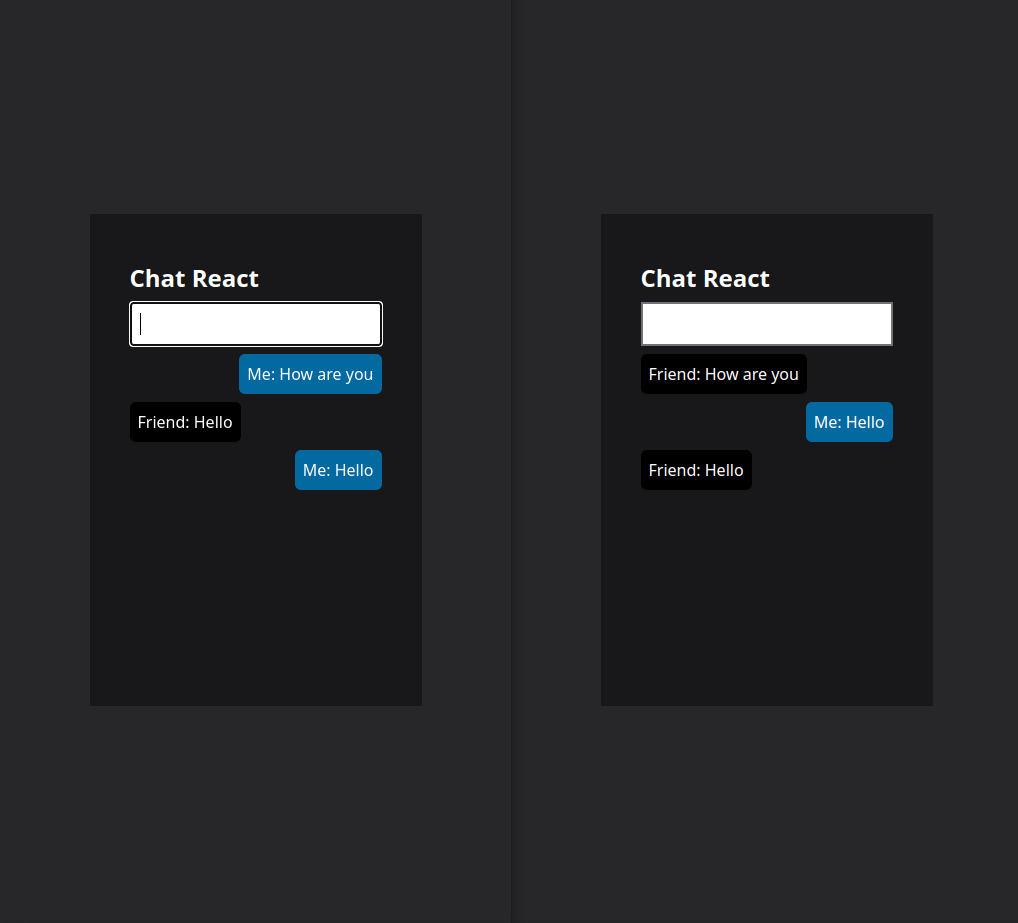 Chat React
Me: How are you
Friend: Hello
Me: Hello
Chat React
Friend: How are you
Me: Hello
Friend: Hello